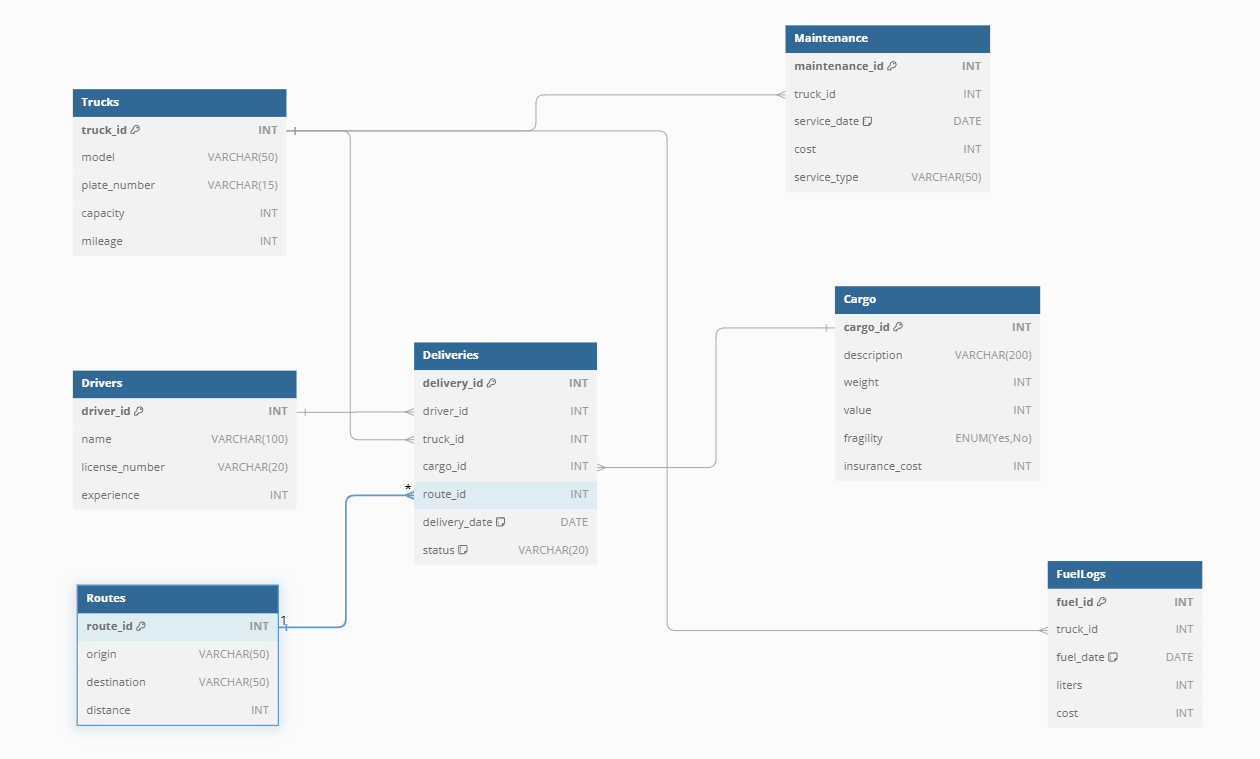 Maintenance
maintenance_id INT
truck_id INT
service_date DATE
cost INT
service_type VARCHAR(50)
Trucks
truck_id INT
model VARCHAR(50)
plate_number VARCHAR(15)
capacity INT
mileage INT
Cargo
cargo_id INT
description VARCHAR(200)
weight INT
value INT
fragility ENUM(Yes,No)
insurance_cost INT
Deliveries
delivery_id INT
driver_id INT
truck_id INT
cargo_id INT
* route_id INT
delivery_date DATE
status VARCHAR(20)
Drivers
driver_id INT
name VARCHAR(100)
license_number VARCHAR(20)
experience INT
Routes
route_id INT 1
origin VARCHAR(50)
destination VARCHAR(50)
distance INT
FuelLogs
fuel_id INT
truck_id INT
fuel_date DATE
liters INT
cost INT